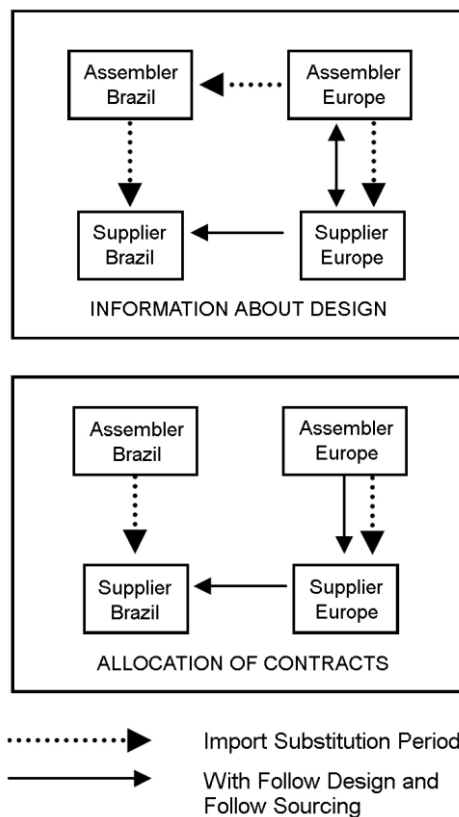 Assembler
Brazil
Assembler
Europe
Supplier
Brazil
Supplier
Europe
INFORMATION ABOUT DESIGN
Assembler
Brazil
Assembler
Europe
Supplier
Brazil
Supplier
Europe
ALLOCATION OF CONTRACTS
Import Substitution Period
With Follow Design and
Follow Sourcing